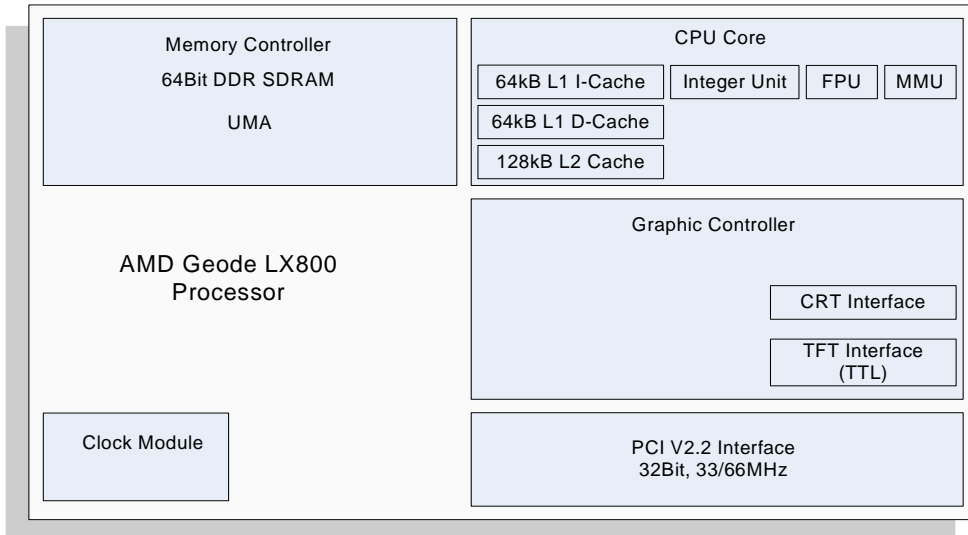 Memory Controller
64Bit DDR SDRAM
UMA
CPU Core
64kB L1 I-Cache
Integer Unit
FPU
MMU
64kB L1 D-Cache
128kB L2 Cache
AMD Geode LX800
Processor
Graphic Controller
CRT Interface
TFT Interface
(TTL)
Clock Module
PCI V2.2 Interface
32Bit, 33/66MHz